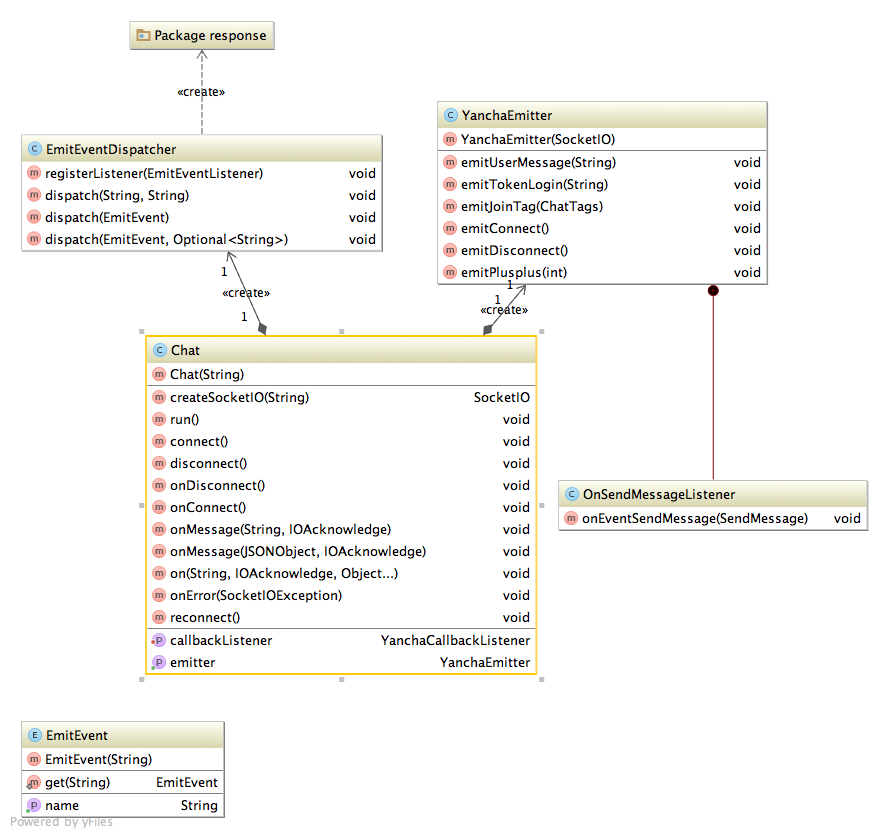 Package response
«create»
EmitEventDispatcher
registerListener(EmitEventListener) void
dispatch(String, String) void
dispatch(EmitEvent) void
dispatch(EmitEvent, Optional<String>) void
YanchaEmitter
YanchaEmitter(SocketIO)
emitUserMessage(String) void
emitTokenLogin(String) void
emitJoinTag(ChatTags) void
emitConnect() void
emitDisconnect() void
emitPlusplus(int) void
1
«create»
1
1
1
«create»
Chat
Chat(String)
createSocketIO(String) SocketIO
run() void
connect() void
disconnect() void
onDisconnect() void
onConnect() void
onMessage(String, IOAcknowledge) void
onMessage(JSONObject, IOAcknowledge) void
on(String, IOAcknowledge, Object...) void
onError(SocketIOException) void
reconnect() void
callbackListener YanchaCallbackListener
emitter YanchaEmitter
OnSendMessageListener
onEventSendMessage(SendMessage) void
EmitEvent
EmitEvent(String)
get(String) EmitEvent
name String
Powered by yFiles